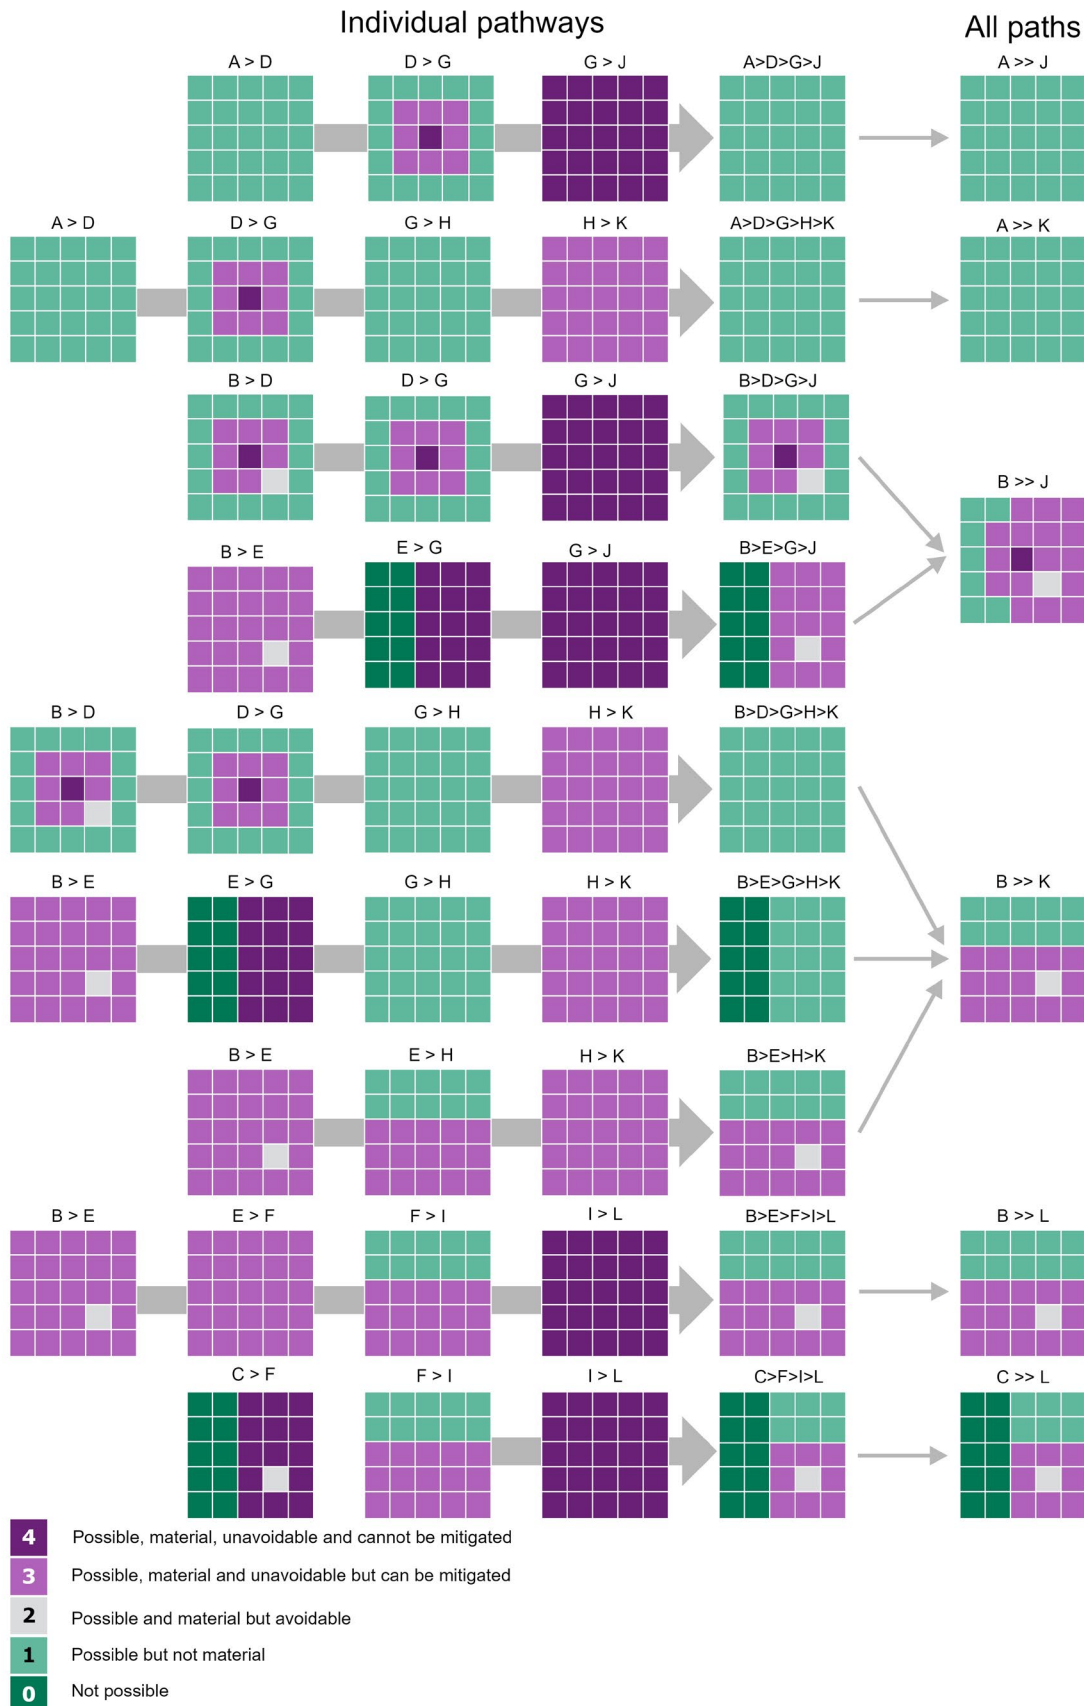 Individual pathways
All paths
A > D
D > G
G > J
A>D>G>J
A >> J
A > D
D > G
G > H
H > K
A>D>G>H>K
A >> K
B > D
D > G
G > J
B>D>G>J
B >> J
B > E
E > G
G > J
B>E>G>J
B > D
D > G
G > H
H > K
B>D>G>H>K
B > E
E > G
G > H
H > K
B>E>G>H>K
B >> K
B > E
E > H
H > K
B>E>H>K
B > E
E > F
F > I
I > L
B>E>F>I>L
B >> L
C > F
F > I
I > L
C>F>I>L
C >> L
4 Possible, material, unavoidable and cannot be mitigated
3 Possible, material and unavoidable but can be mitigated
2 Possible and material but avoidable
1 Possible but not material
0 Not possible